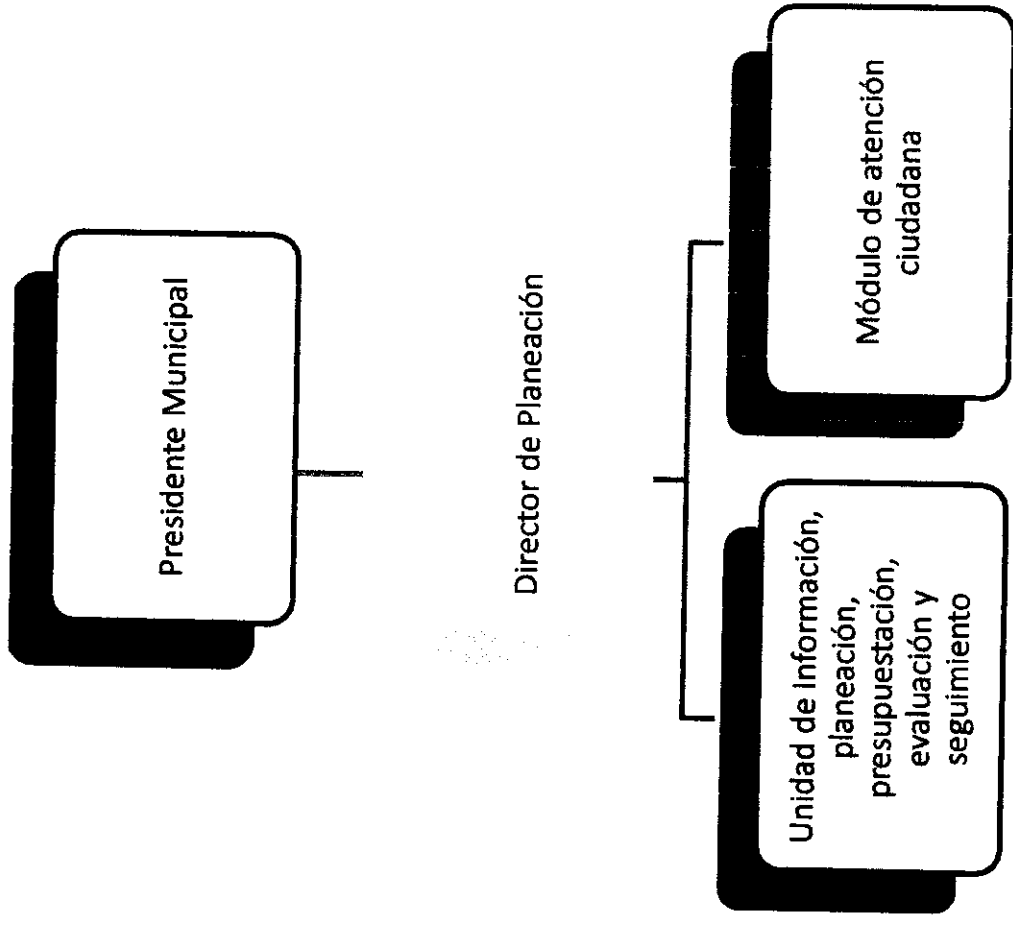 Presidente Municipal
Director de Planeación
Unidad de Información,
planeación,
presupuestación,
evaluación y
seguimiento
Módulo de atención
ciudadana